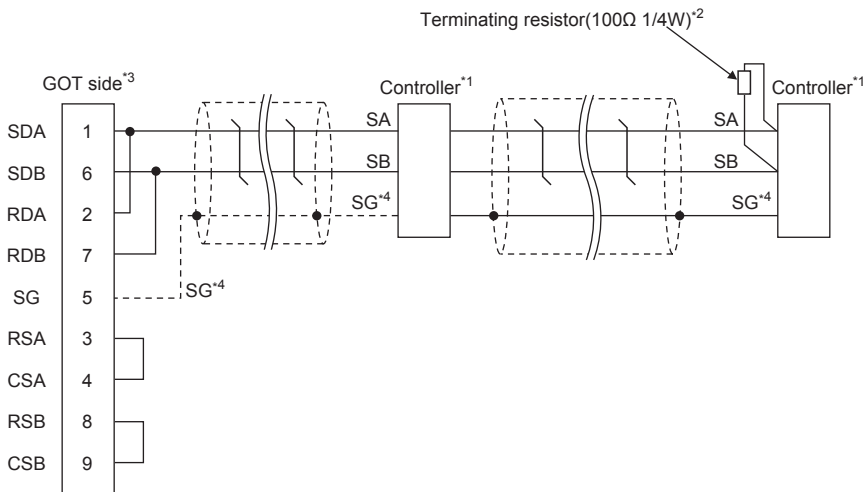 Terminating resistor(100Ω 1/4W)*2
GOT side*3
Controller*1
Controller*1
SDA 1 SA SA
SDB 6 SB SB
RDA 2 SG*4 SG*4
RDB 7
SG 5 SG*4
RSA 3
CSA 4
RSB 8
CSB 9